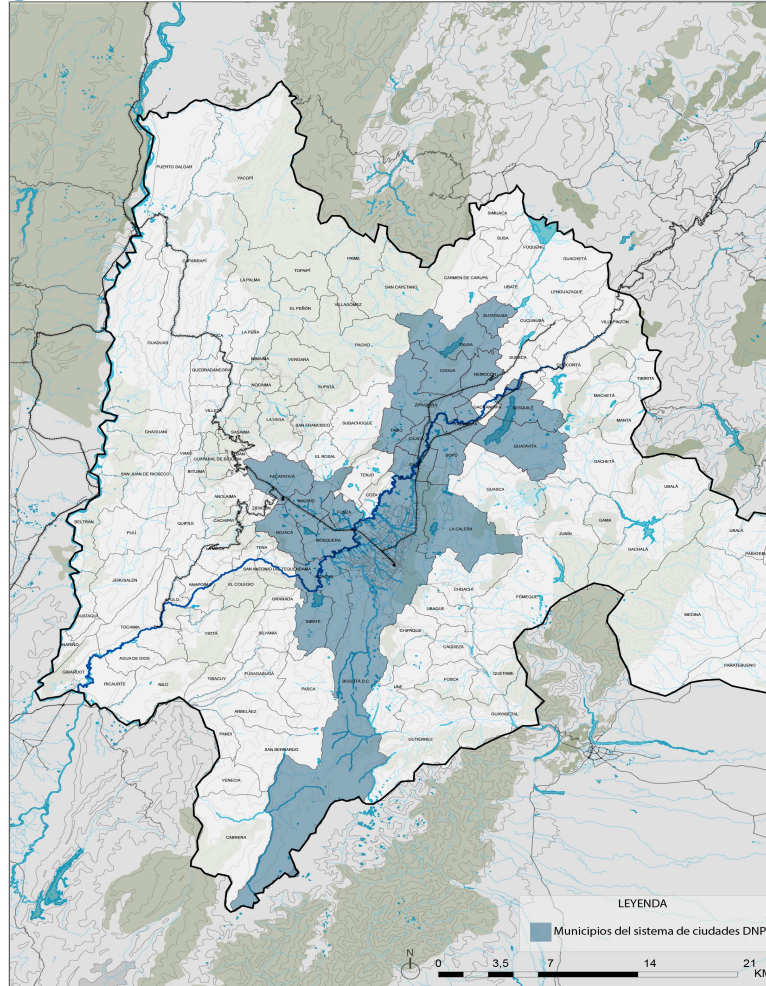 PUERTO SALGAR
YACOPÍ
SIMIJACA
SUSA
FÚQUENE
GUACHETÁ
CAPARRAPÍ
LA PALMA
TOPAIPÍ
PAIME
SAN CAYETANO
CARMEN DE CARUPA
UBATÉ
LENGUAZAQUE
EL PEÑÓN
VILLAGÓMEZ
SUTATAUSA
CUCUNUBÁ
VILLAPINZÓN
GUADUAS
LA PEÑA
PACHO
TAUSA
SUESCA
QUEBRADANEGRA
NIMAIMA
VERGARA
COGUA
NEMOCÓN
TIBIRITA
NOCAIMA
SUPATÁ
MACHETÁ
VILLETA
ZIPAQUIRÁ
SESQUILÉ
MANTA
LA VEGA
SAN FRANCISCO
SUBACHOQUE
CHAGUANÍ
SASAIMA
TABIO
CAJICÁ
SOPÓ
GUATAVITA
VIANÍ
GUAYABAL DE SÍQUIMA
EL ROSAL
GACHETÁ
SAN JUAN DE RIOSECO
BITUIMA
FACATATIVÁ
TENJO
UBALÁ
ANOLAIMA
MADRID
COTA
GUASCA
BELTRÁN
ZIPACÓN
FUNZA
GAMA
QUIPILE
CACHIPAY
LA CALERA
PULÍ
BOJACÁ
MOSQUERA
JUNÍN
UBALÁ
TENA
GACHALÁ
SAN ANTONIO DEL TEQUENDAMA
JERUSALÉN
ANAPOIMA
EL COLEGIO
CHOACHÍ
FÓMEQUE
GRANADA
UBAQUE
MEDINA
TOCAIMA
SIBATÉ
CHIPAQUE
NARIÑO
VIOTÁ
SILVANIA
CÁQUEZA
AQUA DE DIOS
PARATEBUENO
GIRARDOT
FUSAGASUGÁ
QUETAME
RICAURTE
NILO
TIBACUY
BOGOTÁ D.C.
FOSCA
PASCA
UNE
ARBELÁEZ
GUAYABETAL
PANDI
GUTIÉRREZ
SAN BERNARDO
VENECIA
CABRERA
LEYENDA
Municipios del sistema de ciudades DNP
N
0 3,5 7 14 21
KM